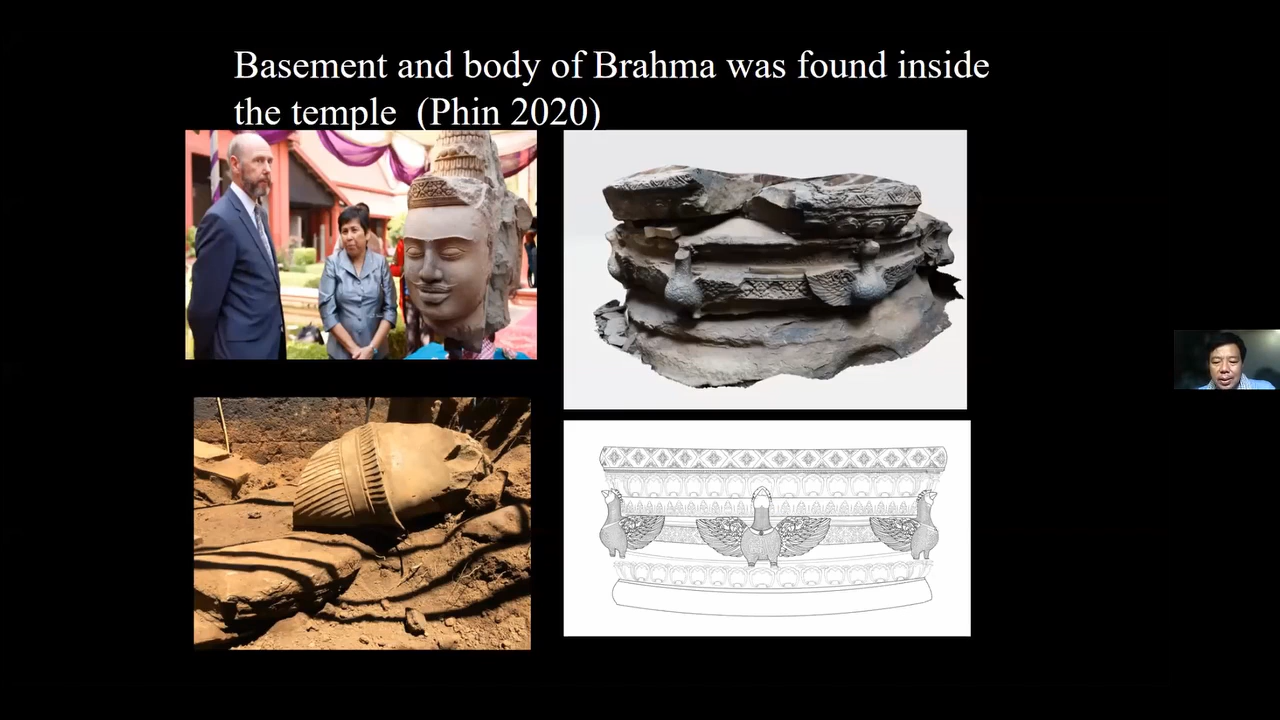 Basement and body of Brahma was found inside
the temple (Phin 2020)